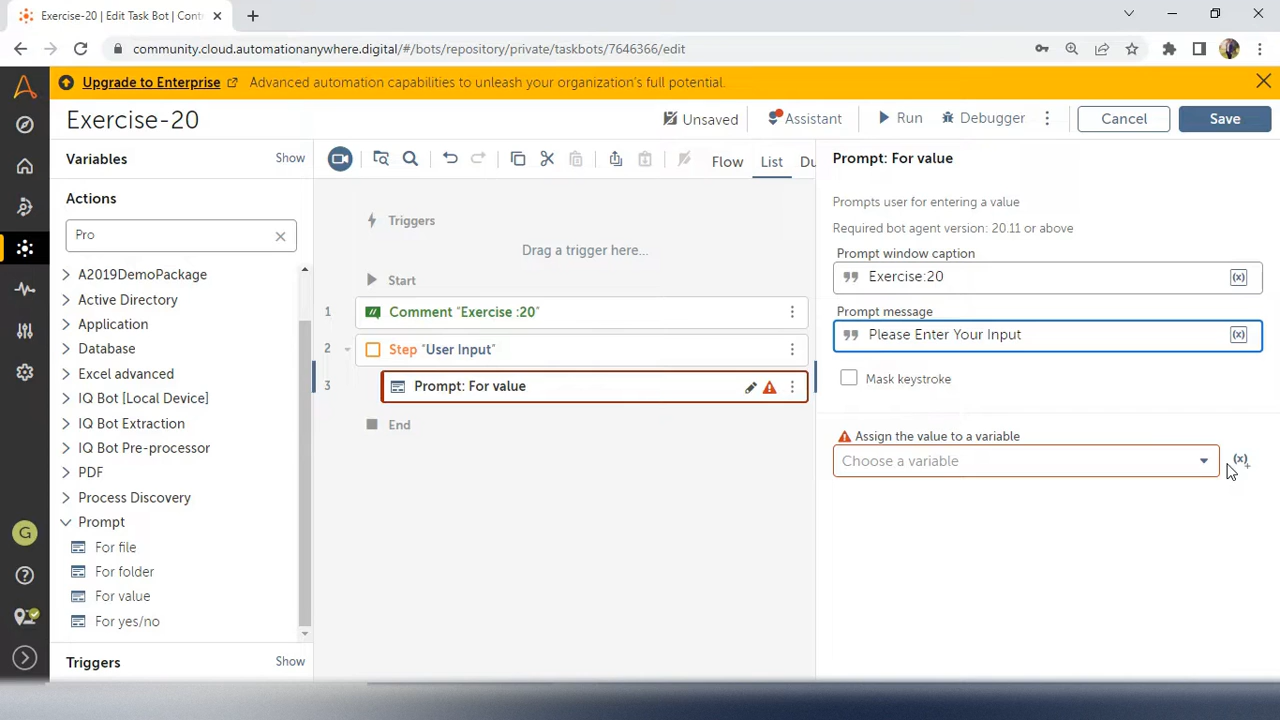 Exercise-20 | Edit Task Bot | Cont
community.cloud.automationanywhere.digital/#/bots/repository/private/taskbots/7646366/edit
Upgrade to Enterprise Advanced automation capabilities to unleash your organization's full potential.
Exercise-20
Unsaved
Assistant
Run
Debugger
Cancel
Save
Variables
Show
Actions
Pro
A2019DemoPackage
Active Directory
Application
Database
Excel advanced
IQ Bot [Local Device]
IQ Bot Extraction
IQ Bot Pre-processor
PDF
Process Discovery
Prompt
For file
For folder
For value
For yes/no
Triggers
Show
G
Flow
List
Du
Triggers
Drag a trigger here...
Start
1 Comment "Exercise :20"
2 Step "User Input"
3 Prompt: For value
End
Prompt: For value
Prompts user for entering a value
Required bot agent version: 20.11 or above
Prompt window caption
Exercise:20
(x)
Prompt message
Please Enter Your Input
(x)
Mask keystroke
Assign the value to a variable
Choose a variable
(x)+